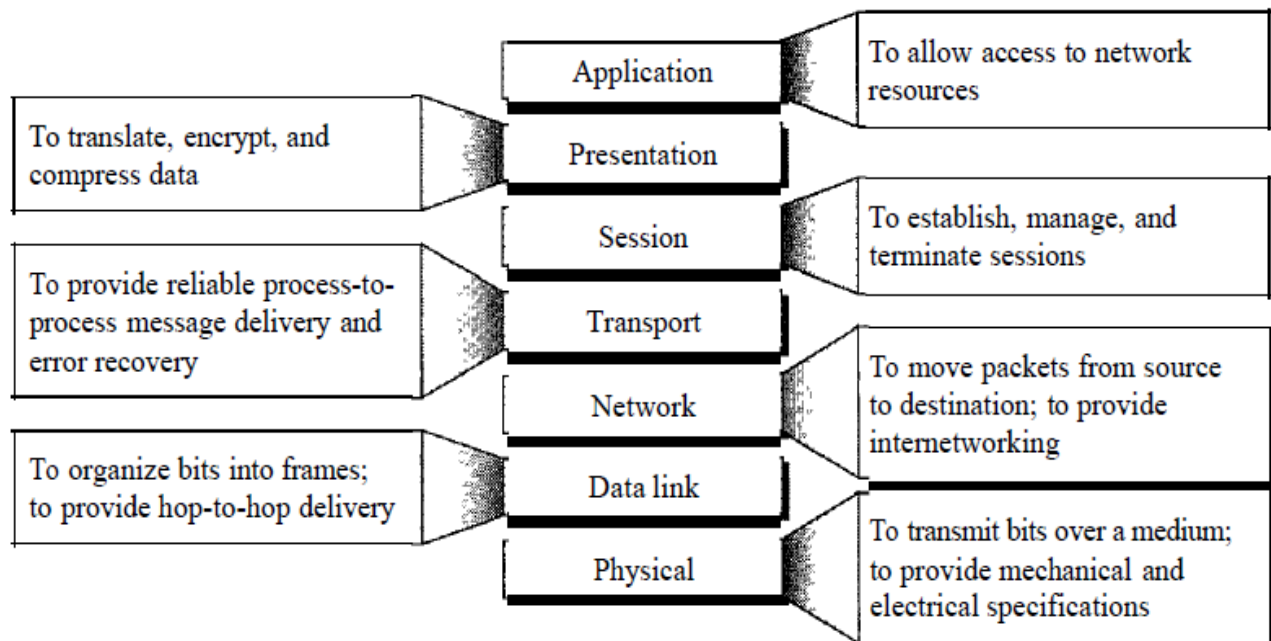 Application
To allow access to network
resources
To translate, encrypt, and
compress data
Presentation
Session
To establish, manage, and
terminate sessions
To provide reliable process-to-
process message delivery and
error recovery
Transport
Network
To move packets from source
to destination; to provide
internetworking
To organize bits into frames;
to provide hop-to-hop delivery
Data link
Physical
To transmit bits over a medium;
to provide mechanical and
electrical specifications